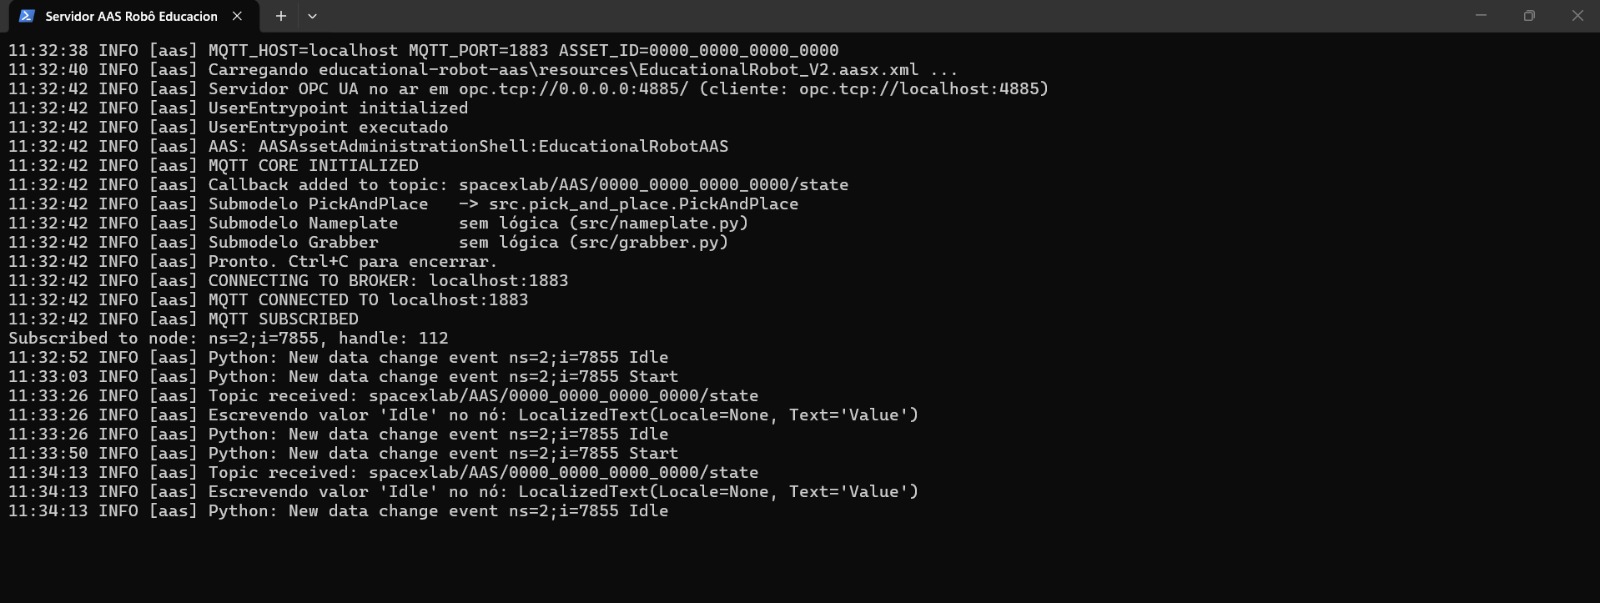 Servidor AAS Robô Educacion
11:32:38 INFO [aas] MQTT_HOST=localhost MQTT_PORT=1883 ASSET_ID=0000_0000_0000_0000
11:32:40 INFO [aas] Carregando educational-robot-aas\resources\EducationalRobot_V2.aasx.xml ...
11:32:42 INFO [aas] Servidor OPC UA no ar em opc.tcp://0.0.0.0:4885/ (cliente: opc.tcp://localhost:4885)
11:32:42 INFO [aas] UserEntrypoint initialized
11:32:42 INFO [aas] UserEntrypoint executado
11:32:42 INFO [aas] AAS: AASAssetAdministrationShell:EducationalRobotAAS
11:32:42 INFO [aas] MQTT CORE INITIALIZED
11:32:42 INFO [aas] Callback added to topic: spacexlab/AAS/0000_0000_0000_0000/state
11:32:42 INFO [aas] Submodelo PickAndPlace   -> src.pick_and_place.PickAndPlace
11:32:42 INFO [aas] Submodelo Nameplate      sem lógica (src/nameplate.py)
11:32:42 INFO [aas] Submodelo Grabber        sem lógica (src/grabber.py)
11:32:42 INFO [aas] Pronto. Ctrl+C para encerrar.
11:32:42 INFO [aas] CONNECTING TO BROKER: localhost:1883
11:32:42 INFO [aas] MQTT CONNECTED TO localhost:1883
11:32:42 INFO [aas] MQTT SUBSCRIBED
Subscribed to node: ns=2;i=7855, handle: 112
11:32:52 INFO [aas] Python: New data change event ns=2;i=7855 Idle
11:33:03 INFO [aas] Python: New data change event ns=2;i=7855 Start
11:33:26 INFO [aas] Topic received: spacexlab/AAS/0000_0000_0000_0000/state
11:33:26 INFO [aas] Escrevendo valor 'Idle' no nó: LocalizedText(Locale=None, Text='Value')
11:33:26 INFO [aas] Python: New data change event ns=2;i=7855 Idle
11:33:50 INFO [aas] Python: New data change event ns=2;i=7855 Start
11:34:13 INFO [aas] Topic received: spacexlab/AAS/0000_0000_0000_0000/state
11:34:13 INFO [aas] Escrevendo valor 'Idle' no nó: LocalizedText(Locale=None, Text='Value')
11:34:13 INFO [aas] Python: New data change event ns=2;i=7855 Idle